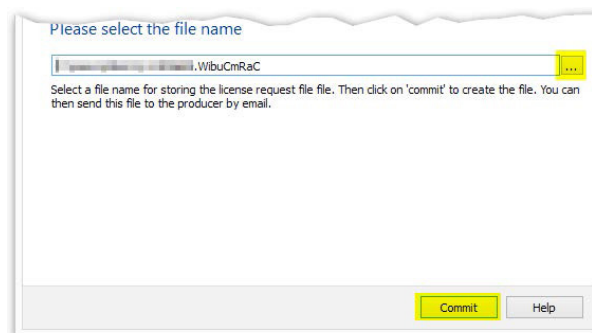 Please select the file name
.WibuCmRaC
...
Select a file name for storing the license request file file. Then click on 'commit' to create the file. You can
then send this file to the producer by email.
Commit
Help